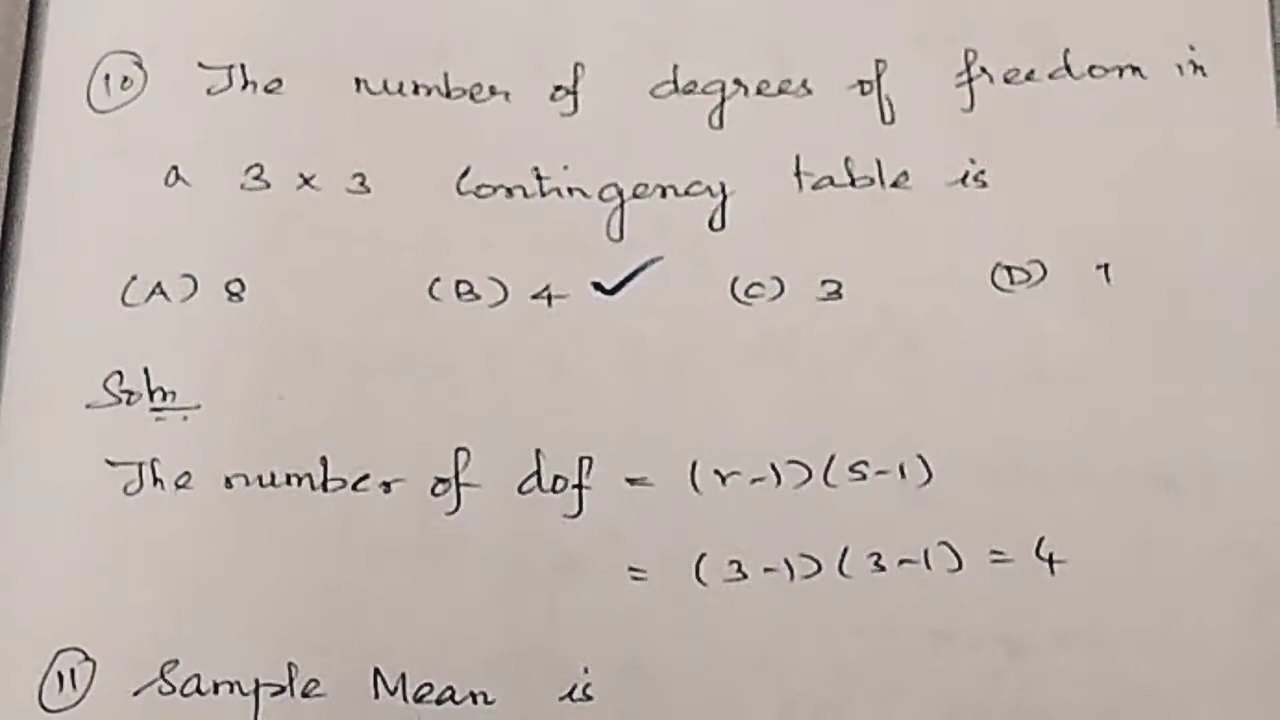 10 The number of degrees of freedom in
a 3 x 3 Contingency table is
(A) 8 (B) 4 ✓ (C) 3 (D) 1
Soln
The number of dof = (r-1)(s-1)
= (3-1)(3-1) = 4
11 Sample Mean is